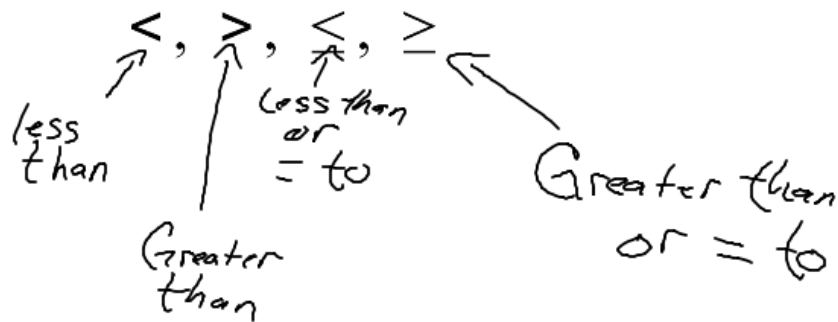 <, >, ≤, ≥
less
than
Greater
than
less than
or
= to
Greater than
or = to